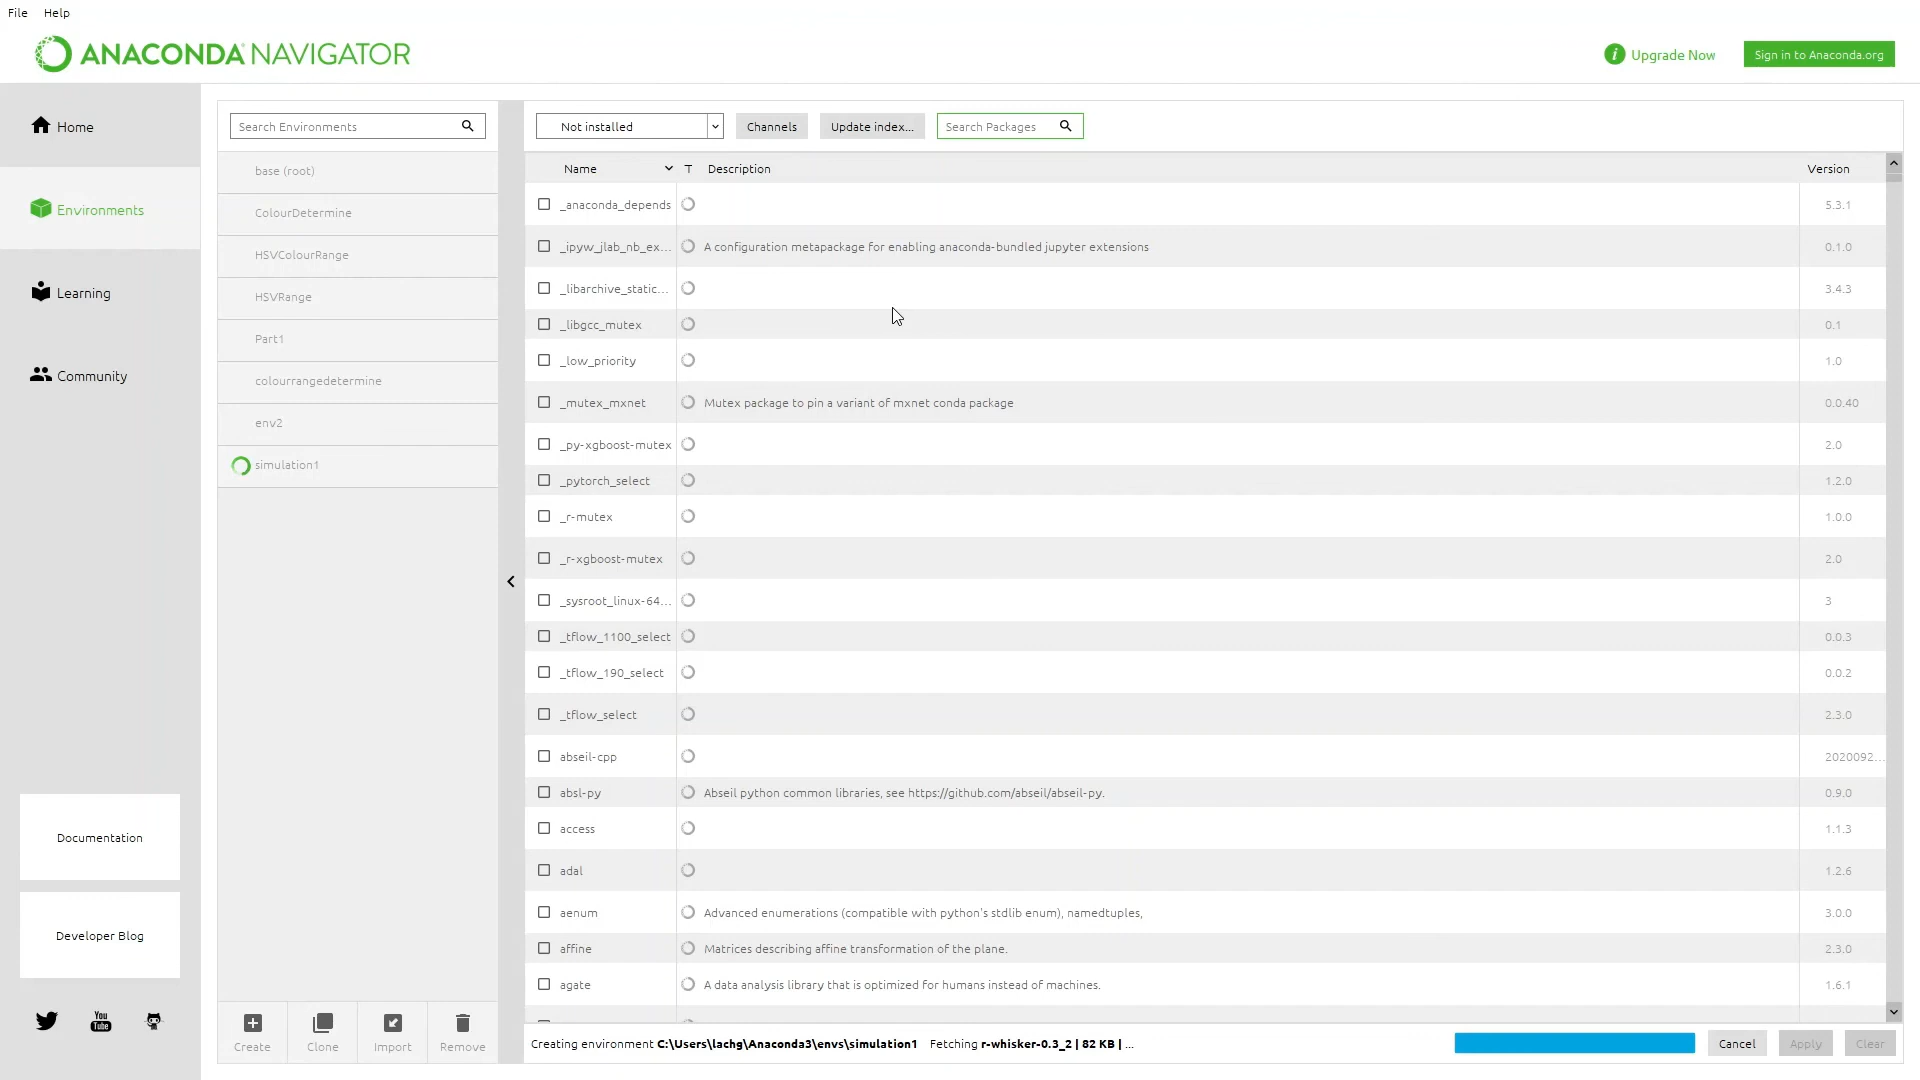 File Help
ANACONDA NAVIGATOR
Upgrade Now
Sign in to Anaconda.org
Home
Environments
Learning
Community
Documentation
Developer Blog
You
Tube
Search Environments
base (root)
ColourDetermine
HSVColourRange
HSVRange
Part1
colourrangedetermine
env2
simulation1
Create Clone Import Remove
Not installed Channels Update index... Search Packages
Name T Description Version
_anaconda_depends 5.3.1
_ipyw_jlab_nb_ex... A configuration metapackage for enabling anaconda-bundled jupyter extensions 0.1.0
_libarchive_static... 3.4.3
_libgcc_mutex 0.1
_low_priority 1.0
_mutex_mxnet Mutex package to pin a variant of mxnet conda package 0.0.40
_py-xgboost-mutex 2.0
_pytorch_select 1.2.0
_r-mutex 1.0.0
_r-xgboost-mutex 2.0
_sysroot_linux-64... 3
_tflow_1100_select 0.0.3
_tflow_190_select 0.0.2
_tflow_select 2.3.0
abseil-cpp 2020092...
absl-py Abseil python common libraries, see https://github.com/abseil/abseil-py. 0.9.0
access 1.1.3
adal 1.2.6
aenum Advanced enumerations (compatible with python's stdlib enum), namedtuples, 3.0.0
affine Matrices describing affine transformation of the plane. 2.3.0
agate A data analysis library that is optimized for humans instead of machines. 1.6.1
Creating environment C:\Users\lachg\Anaconda3\envs\simulation1 Fetching r-whisker-0.3_2 | 82 KB | ...
Cancel Apply Clear